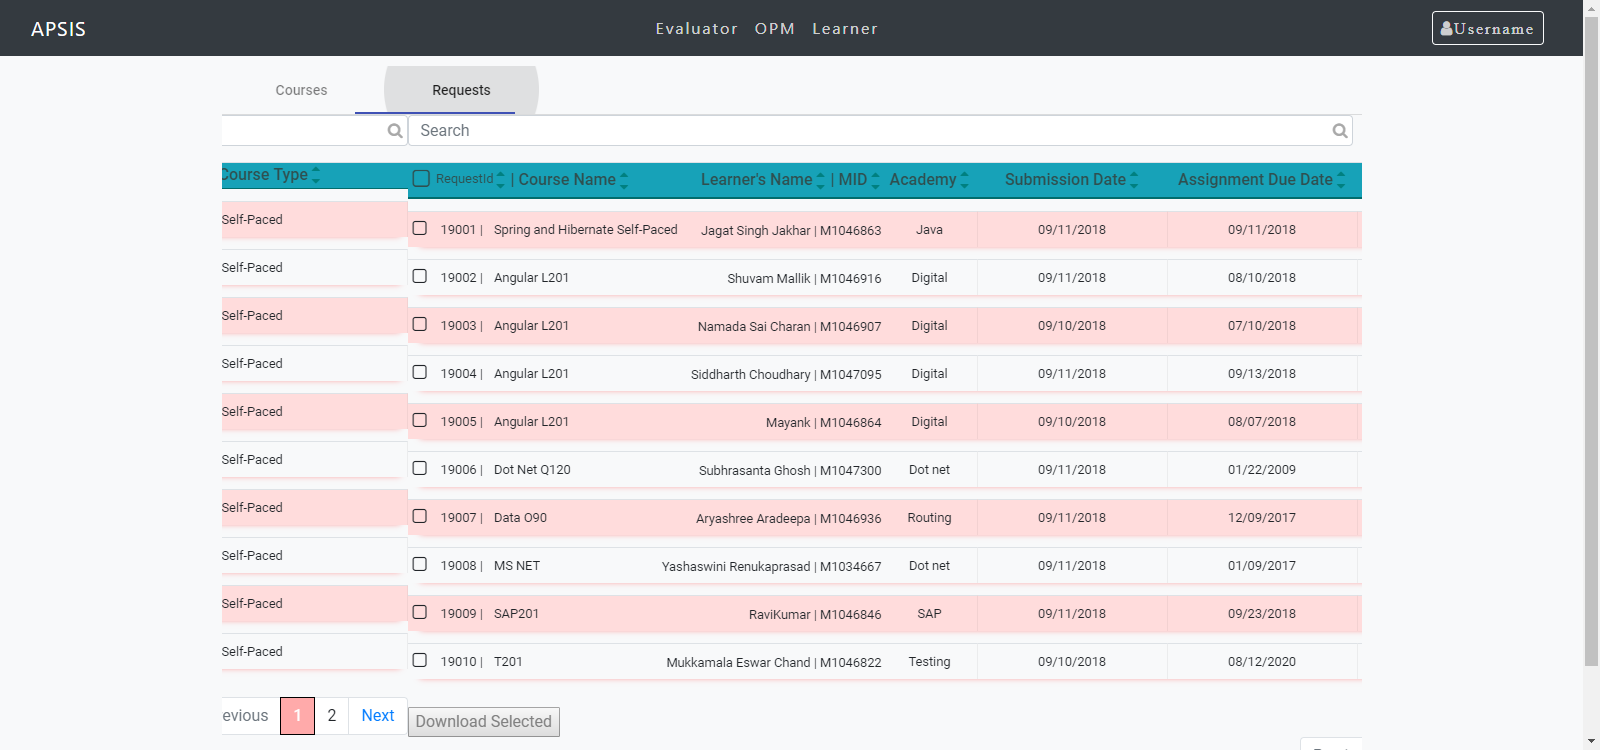 APSIS Evaluator OPM Learner Username
Courses Requests
Search
Course Type RequestId | Course Name Learner's Name | MID Academy Submission Date Assignment Due Date
Self-Paced 19001 | Spring and Hibernate Self-Paced Jagat Singh Jakhar | M1046863 Java 09/11/2018 09/11/2018
Self-Paced 19002 | Angular L201 Shuvam Mallik | M1046916 Digital 09/11/2018 08/10/2018
Self-Paced 19003 | Angular L201 Namada Sai Charan | M1046907 Digital 09/10/2018 07/10/2018
Self-Paced 19004 | Angular L201 Siddharth Choudhary | M1047095 Digital 09/11/2018 09/13/2018
Self-Paced 19005 | Angular L201 Mayank | M1046864 Digital 09/10/2018 08/07/2018
Self-Paced 19006 | Dot Net Q120 Subhrasanta Ghosh | M1047300 Dot net 09/11/2018 01/22/2009
Self-Paced 19007 | Data O90 Aryashree Aradeepa | M1046936 Routing 09/11/2018 12/09/2017
Self-Paced 19008 | MS NET Yashaswini Renukaprasad | M1034667 Dot net 09/11/2018 01/09/2017
Self-Paced 19009 | SAP201 RaviKumar | M1046846 SAP 09/11/2018 09/23/2018
Self-Paced 19010 | T201 Mukkamala Eswar Chand | M1046822 Testing 09/10/2018 08/12/2020
evious 1 2 Next Download Selected